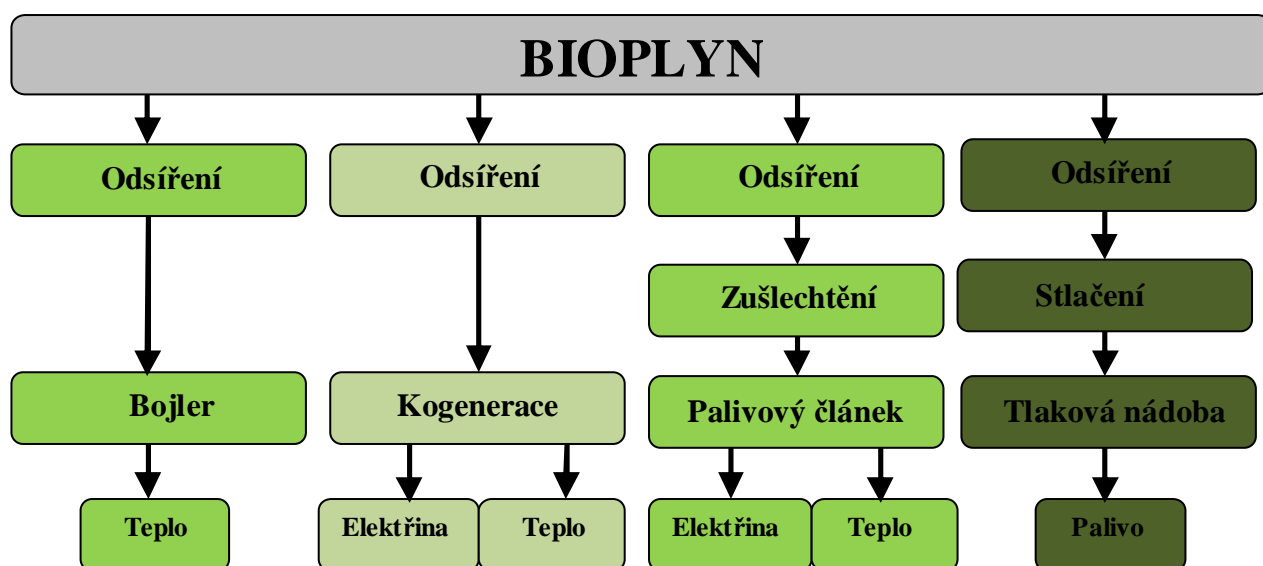 BIOPLYN
Odsíření
Odsíření
Odsíření
Odsíření
Zušlechtění
Stlačení
Bojler
Kogenerace
Palivový článek
Tlaková nádoba
Teplo
Elektřina
Teplo
Elektřina
Teplo
Palivo